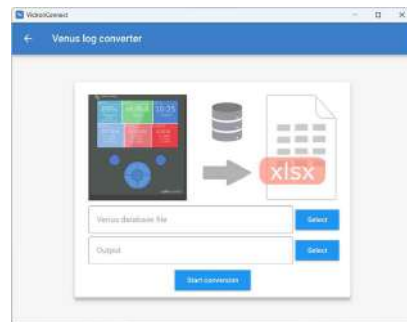 VictronConnect
Venus log converter
xlsx
Venus database file
Select
Output
Select
Start conversion